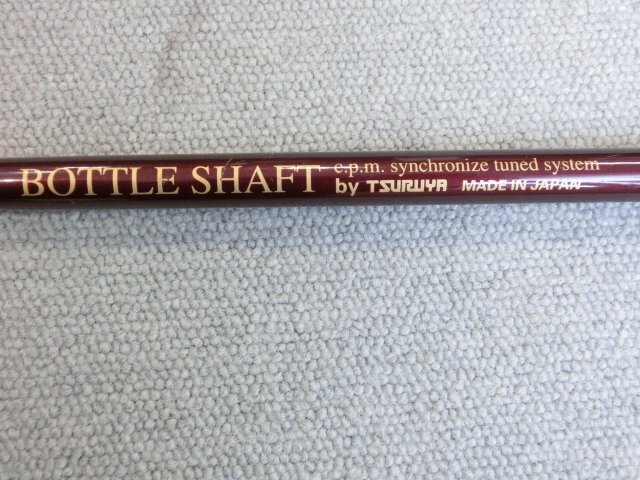 BOTTLE SHAFT
c.p.m. synchronize tuned system
by TSURUYA MADE IN JAPAN